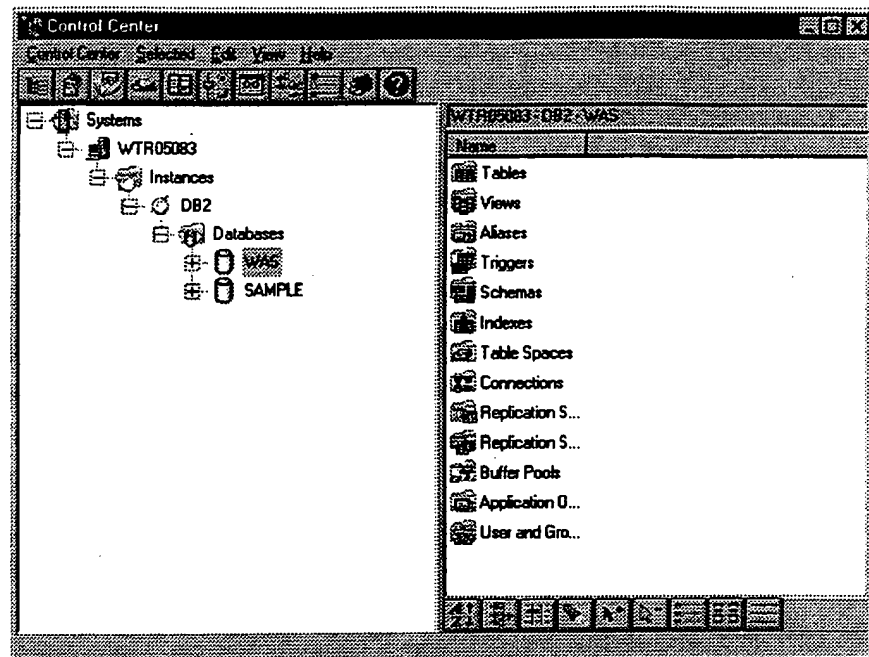 Control Center
Control Center Selected Edit View Help
Systems
WTR05083
Instances
DB2
Databases
WAS
SAMPLE
WTR05083 - DB2 - WAS
Name
Tables
Views
Aliases
Triggers
Schemas
Indexes
Table Spaces
Connections
Replication S...
Replication S...
Buffer Pools
Application O...
User and Gro...